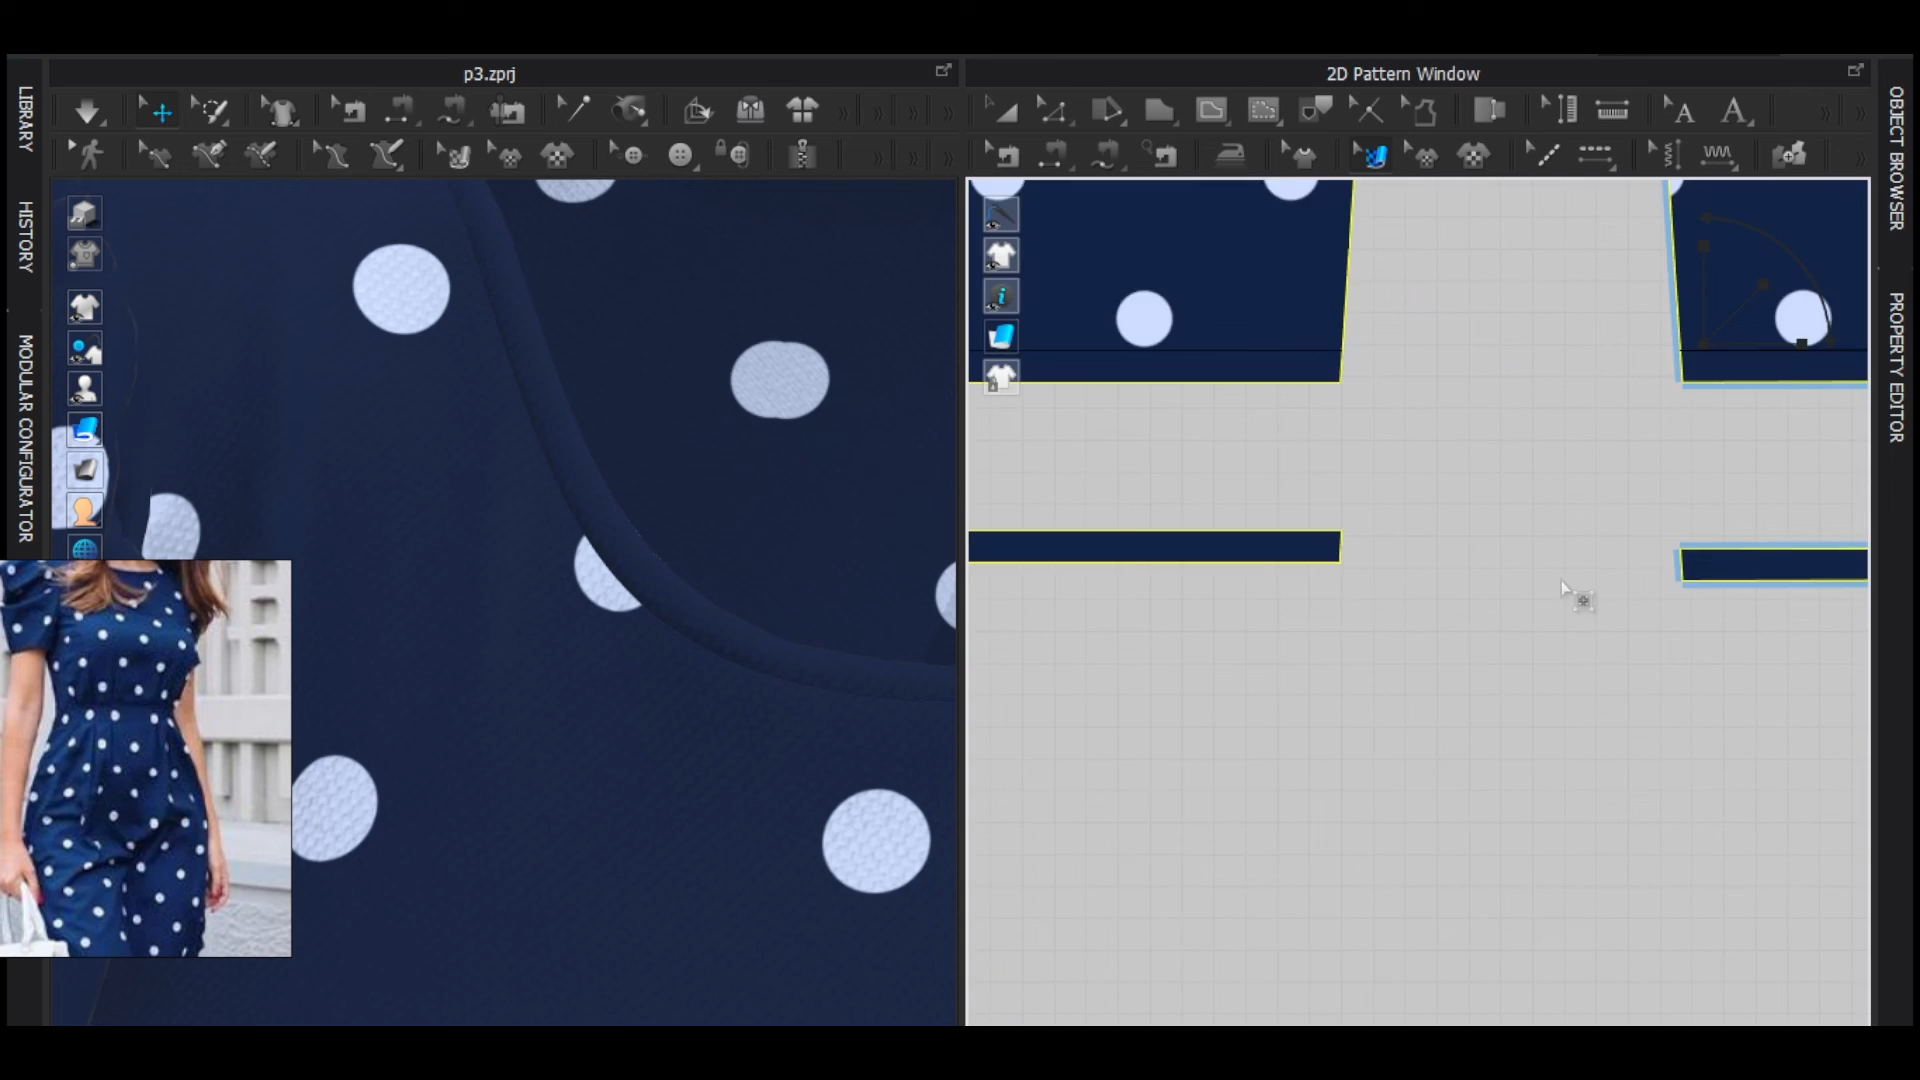 p3.zprj
2D Pattern Window
LIBRARY
HISTORY
MODULAR CONFIGURATOR
OBJECT BROWSER
PROPERTY EDITOR